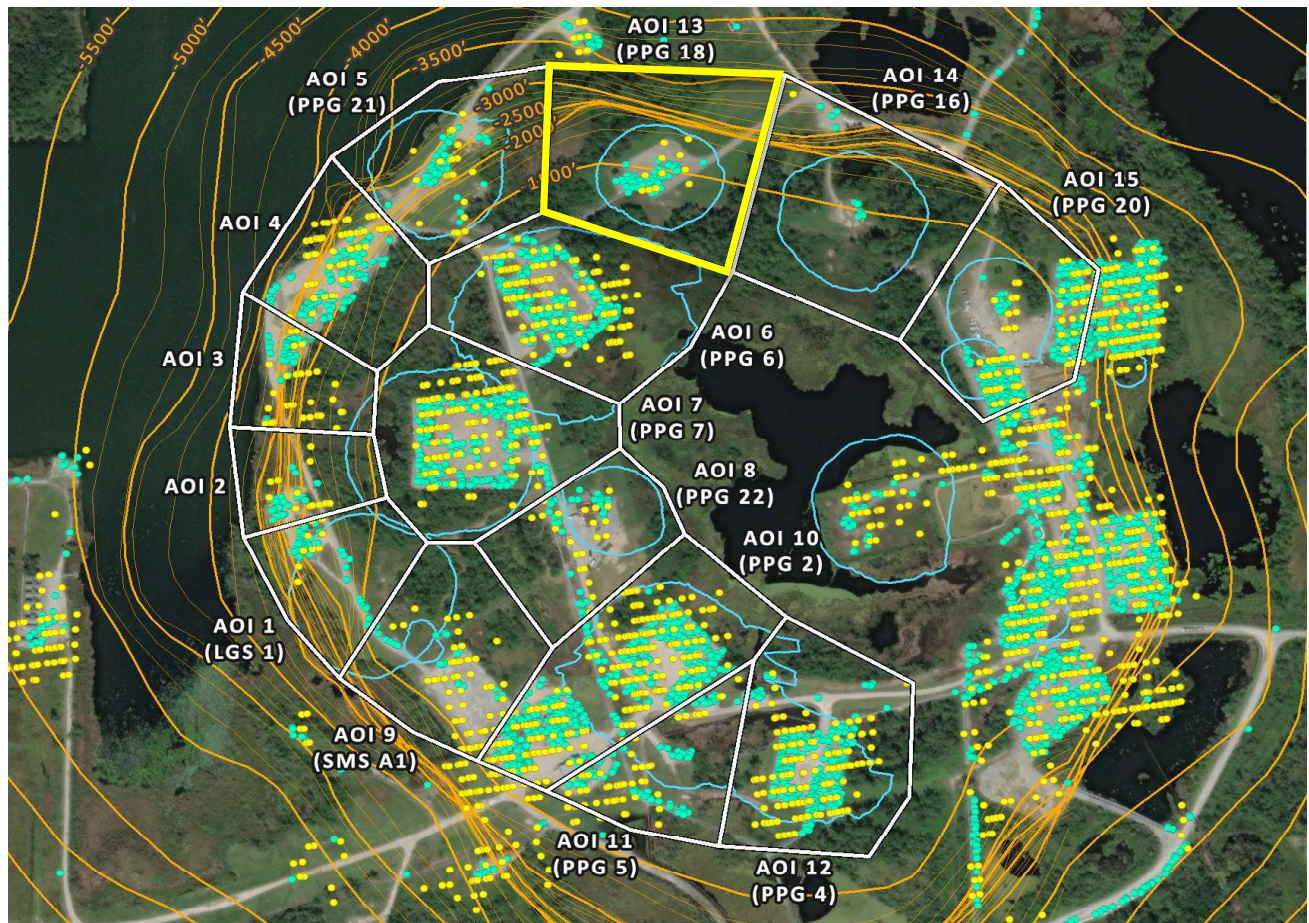 -5500'
-5000'
-4500'
-4000'
-3500'
-3000'
-2500'
-2000'
AOI 13
(PPG 18)
AOI 14
(PPG 16)
AOI 5
(PPG 21)
AOI 15
(PPG 20)
AOI 4
AOI 3
AOI 6
(PPG 6)
AOI 7
(PPG 7)
AOI 2
AOI 8
(PPG 22)
AOI 10
(PPG 2)
AOI 1
(LGS 1)
AOI 9
(SMS A1)
AOI 11
(PPG 5)
AOI 12
(PPG 4)